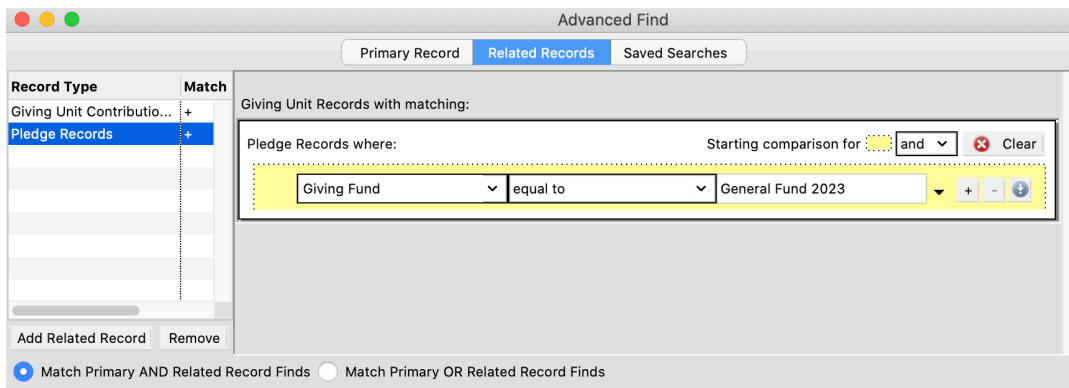 Advanced Find
Primary Record Related Records Saved Searches
Record Type Match
Giving Unit Contributio... +
Pledge Records +
Giving Unit Records with matching:
Pledge Records where: Starting comparison for and Clear
Giving Fund equal to General Fund 2023 + -
Add Related Record Remove
Match Primary AND Related Record Finds Match Primary OR Related Record Finds